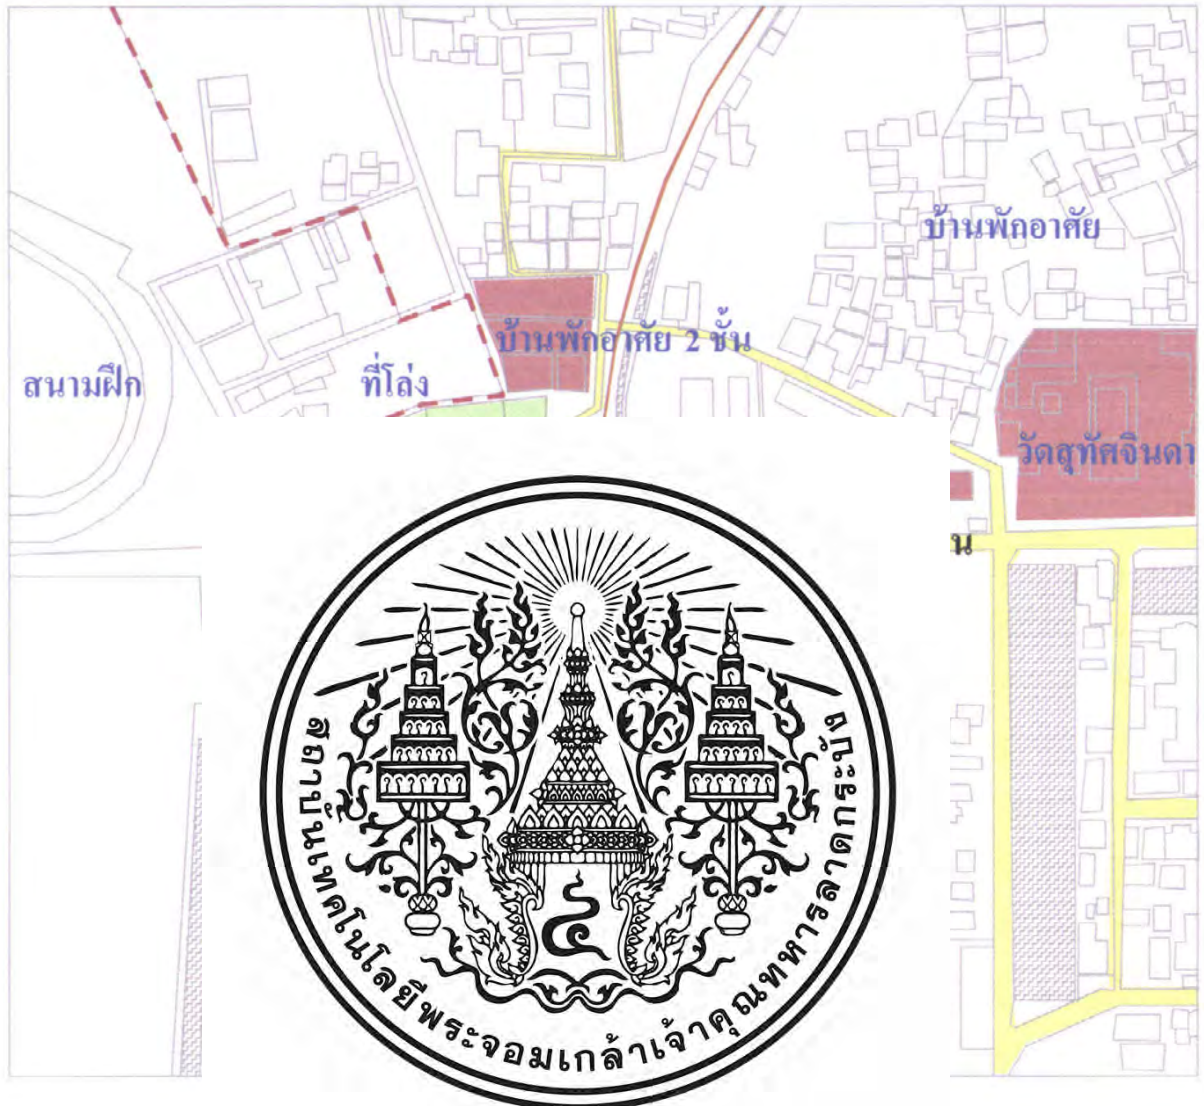 บ้านพักอาศัย
บ้านพักอาศัย 2 ชั้น
สนามฝึก
ที่โล่ง
วัดสุทัศจินดา
น
สถาบันเทคโนโลยีพระจอมเกล้าเจ้าคุณทหารลาดกระบัง
๔